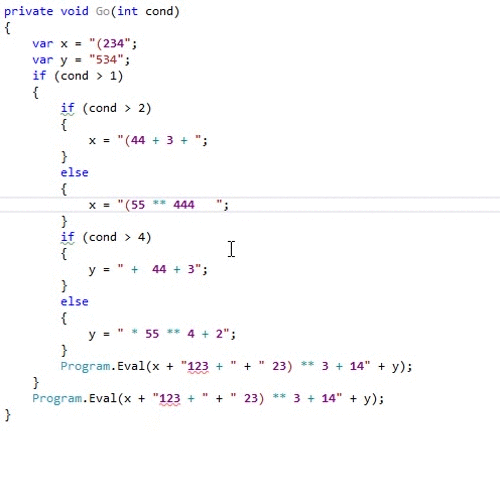 private void Go(int cond)
{
    var x = "(234";
    var y = "534";
    if (cond > 1)
    {
        if (cond > 2)
        {
            x = "(44 + 3 + ";
        }
        else
        {
            x = "(55 ** 444   ";
        }
        if (cond > 4)
        {
            y = " +  44 + 3";
        }
        else
        {
            y = " * 55 ** 4 + 2";
        }
        Program.Eval(x + "123 + " + " 23) ** 3 + 14" + y);
    }
    Program.Eval(x + "123 + " + " 23) ** 3 + 14" + y);
}